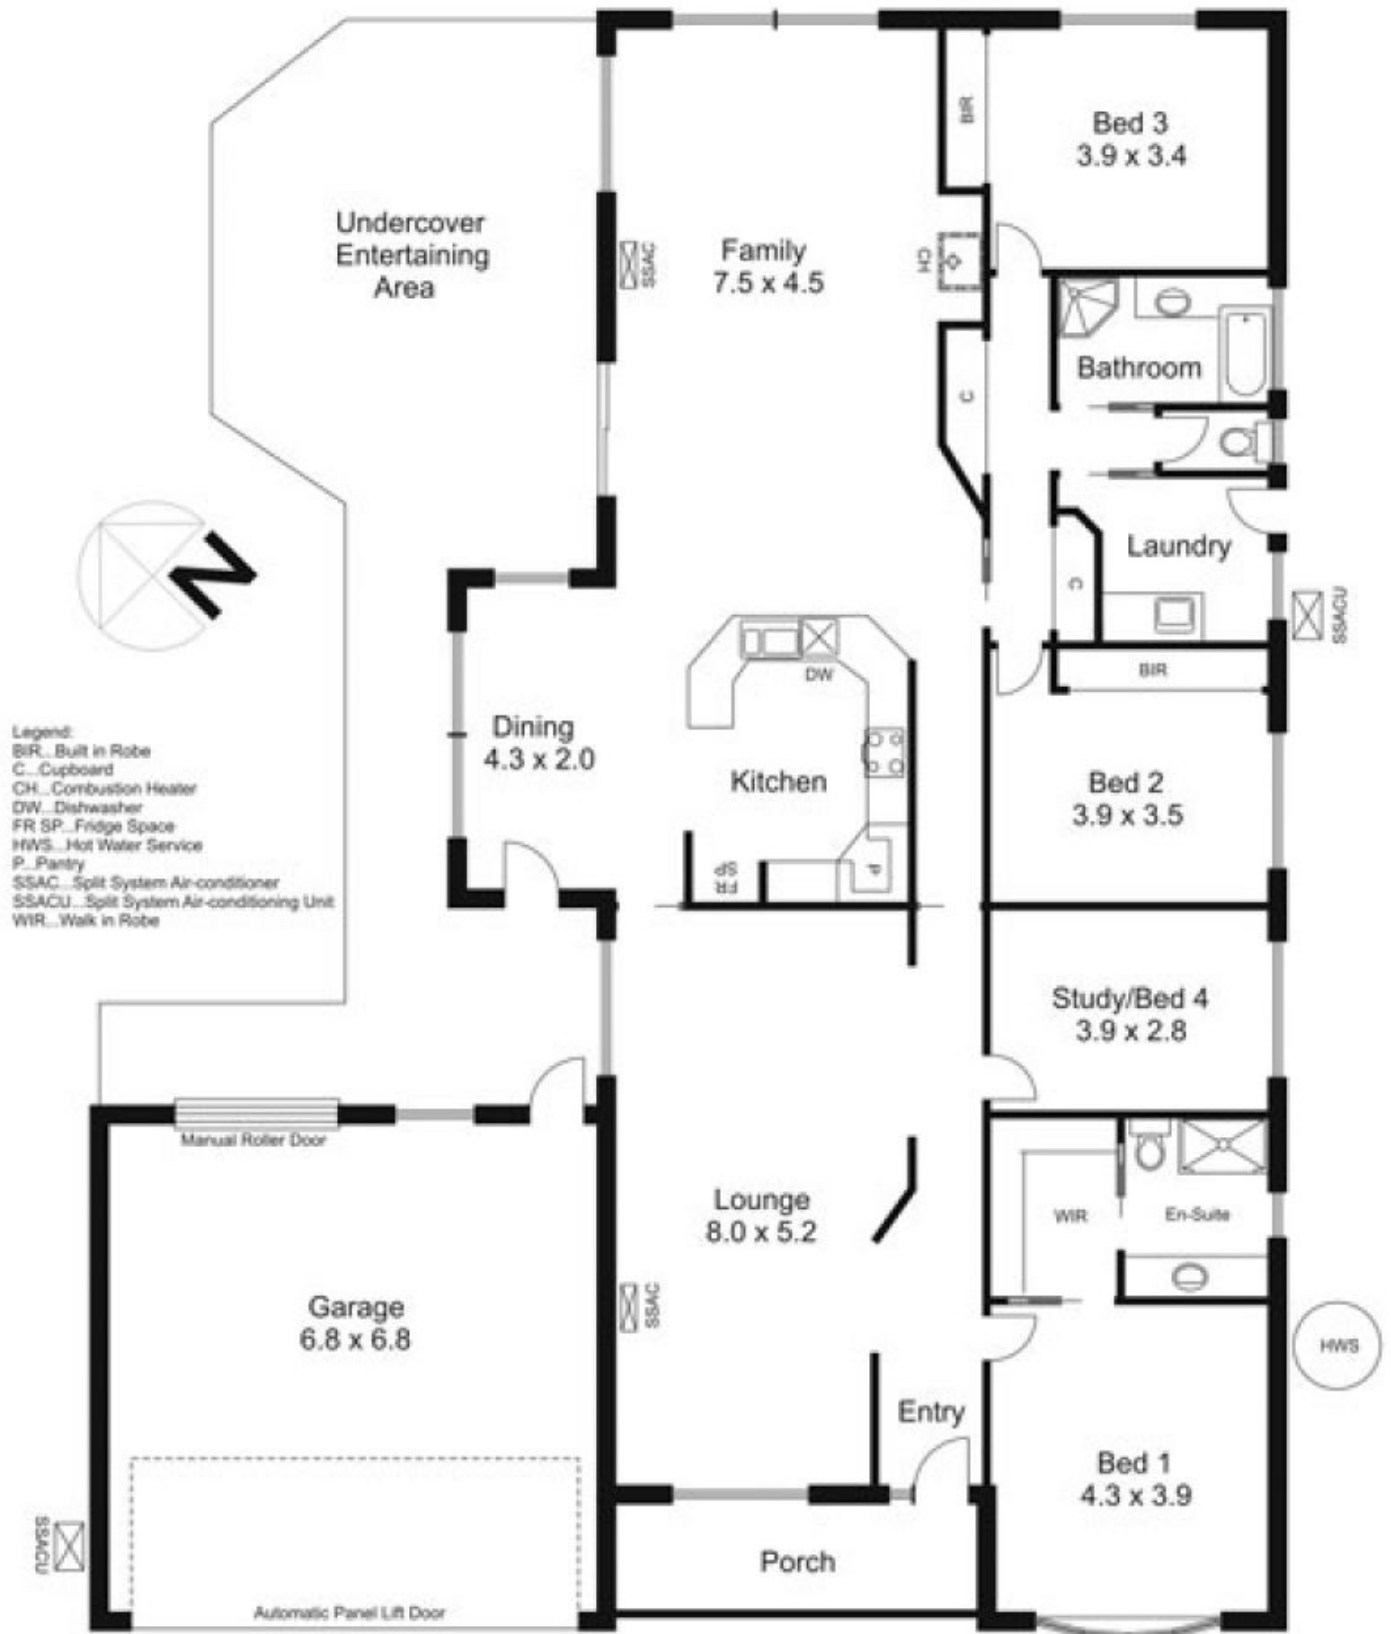 BIR
Bed 3
3.9 x 3.4
Undercover
Entertaining
Area
SSAC
Family
7.5 x 4.5
CH
Bathroom
C
N
Laundry
C
SSACU
BIR
DW
Dining
4.3 x 2.0
Kitchen
Bed 2
3.9 x 3.5
FR
SP
P
Legend:
BIR...Built in Robe
C...Cupboard
CH...Combustion Heater
DW...Dishwasher
FR SP...Fridge Space
HWS...Hot Water Service
P...Pantry
SSAC...Split System Air-conditioner
SSACU...Split System Air-conditioning Unit
WIR...Walk in Robe
Study/Bed 4
3.9 x 2.8
Manual Roller Door
Lounge
8.0 x 5.2
WIR
En-Suite
SSAC
Garage
6.8 x 6.8
HWS
Entry
Bed 1
4.3 x 3.9
SSACU
Porch
Automatic Panel Lift Door